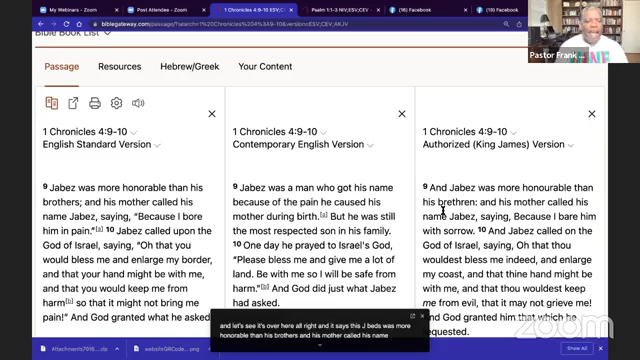 My Webinars - Zoom
Post Attendee - Zoom
1 Chronicles 4:9-10 ESV;CEV
Psalm 1:1-3 NIV;ESV;CEV
(16) Facebook
(19) Facebook
biblegateway.com/passage/?search=1%20Chronicles%204%3A9-10&version=ESV;CEV,AKJV
Bible Book List
Pastor Frank
Passage
Resources
Hebrew/Greek
Your Content
1 Chronicles 4:9-10
English Standard Version
9 Jabez was more honorable than his
brothers; and his mother called his
name Jabez, saying, “Because I bore
him in pain.”[a] 10 Jabez called upon the
God of Israel, saying, “Oh that you
would bless me and enlarge my border,
and that your hand might be with me,
and that you would keep me from
harm[b] so that it might not bring me
pain!” And God granted what he asked.
1 Chronicles 4:9-10
Contemporary English Version
9 Jabez was a man who got his name
because of the pain he caused his
mother during birth.[a] But he was still
the most respected son in his family.
10 One day he prayed to Israel's God,
“Please bless me and give me a lot of
land. Be with me so I will be safe from
harm.”[b] And God did just what Jabez
had asked.
1 Chronicles 4:9-10
Authorized (King James) Version
9 And Jabez was more honourable than
his brethren: and his mother called his
name Jabez, saying, Because I bare him
with sorrow. 10 And Jabez called on the
God of Israel, saying, Oh that thou
wouldest bless me indeed, and enlarge
my coast, and that thine hand might be
with me, and that thou wouldest keep
me from evil, that it may not grieve me!
And God granted him that which he
requested.
and let's see it's over here all right and it says this J beds was more
honorable than his brothers and his mother called his name
zoom
websiteQRCode
Show All